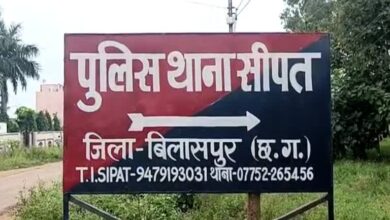 पुलिस थाना सीपत
जिला-बिलासपुर (छ.ग.)
T.I.SIPAT-9479193031 थाना-07752-265456